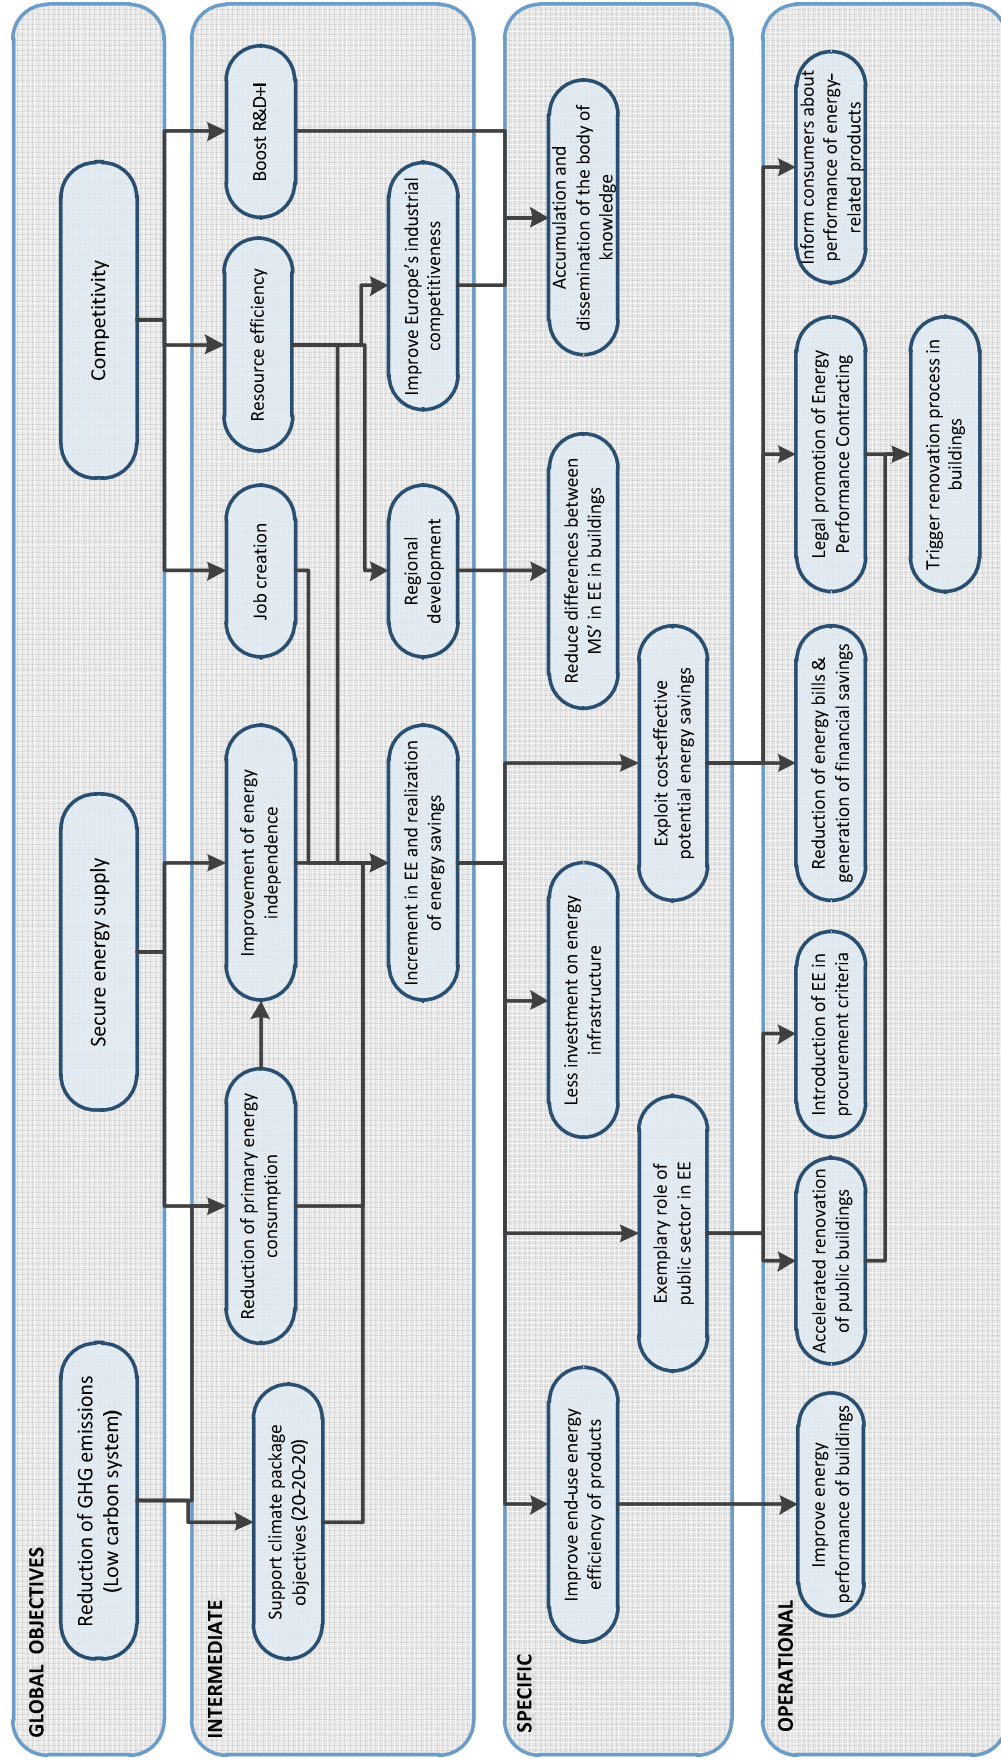 GLOBAL OBJECTIVES
Reduction of GHG emissions
(Low carbon system)
Secure energy supply
Competitivity
INTERMEDIATE
Support climate package
objectives (20-20-20)
Reduction of primary energy
consumption
Improvement of energy
independence
Job creation
Resource efficiency
Boost R&D+I
Increment in EE and realization
of energy savings
Regional
development
Improve Europe's industrial
competitiveness
SPECIFIC
Improve end-use energy
efficiency of products
Less investment on energy
infrastructure
Reduce differences between
MS' in EE in buildings
Accumulation and
dissemination of the body of
knowledge
Exemplary role of
public sector in EE
Exploit cost-effective
potential energy savings
OPERATIONAL
Improve energy
performance of buildings
Accelerated renovation
of public buildings
Introduction of EE in
procurement criteria
Reduction of energy bills &
generation of financial savings
Legal promotion of Energy
Performance Contracting
Inform consumers about
performance of energy-
related products
Trigger renovation process in
buildings